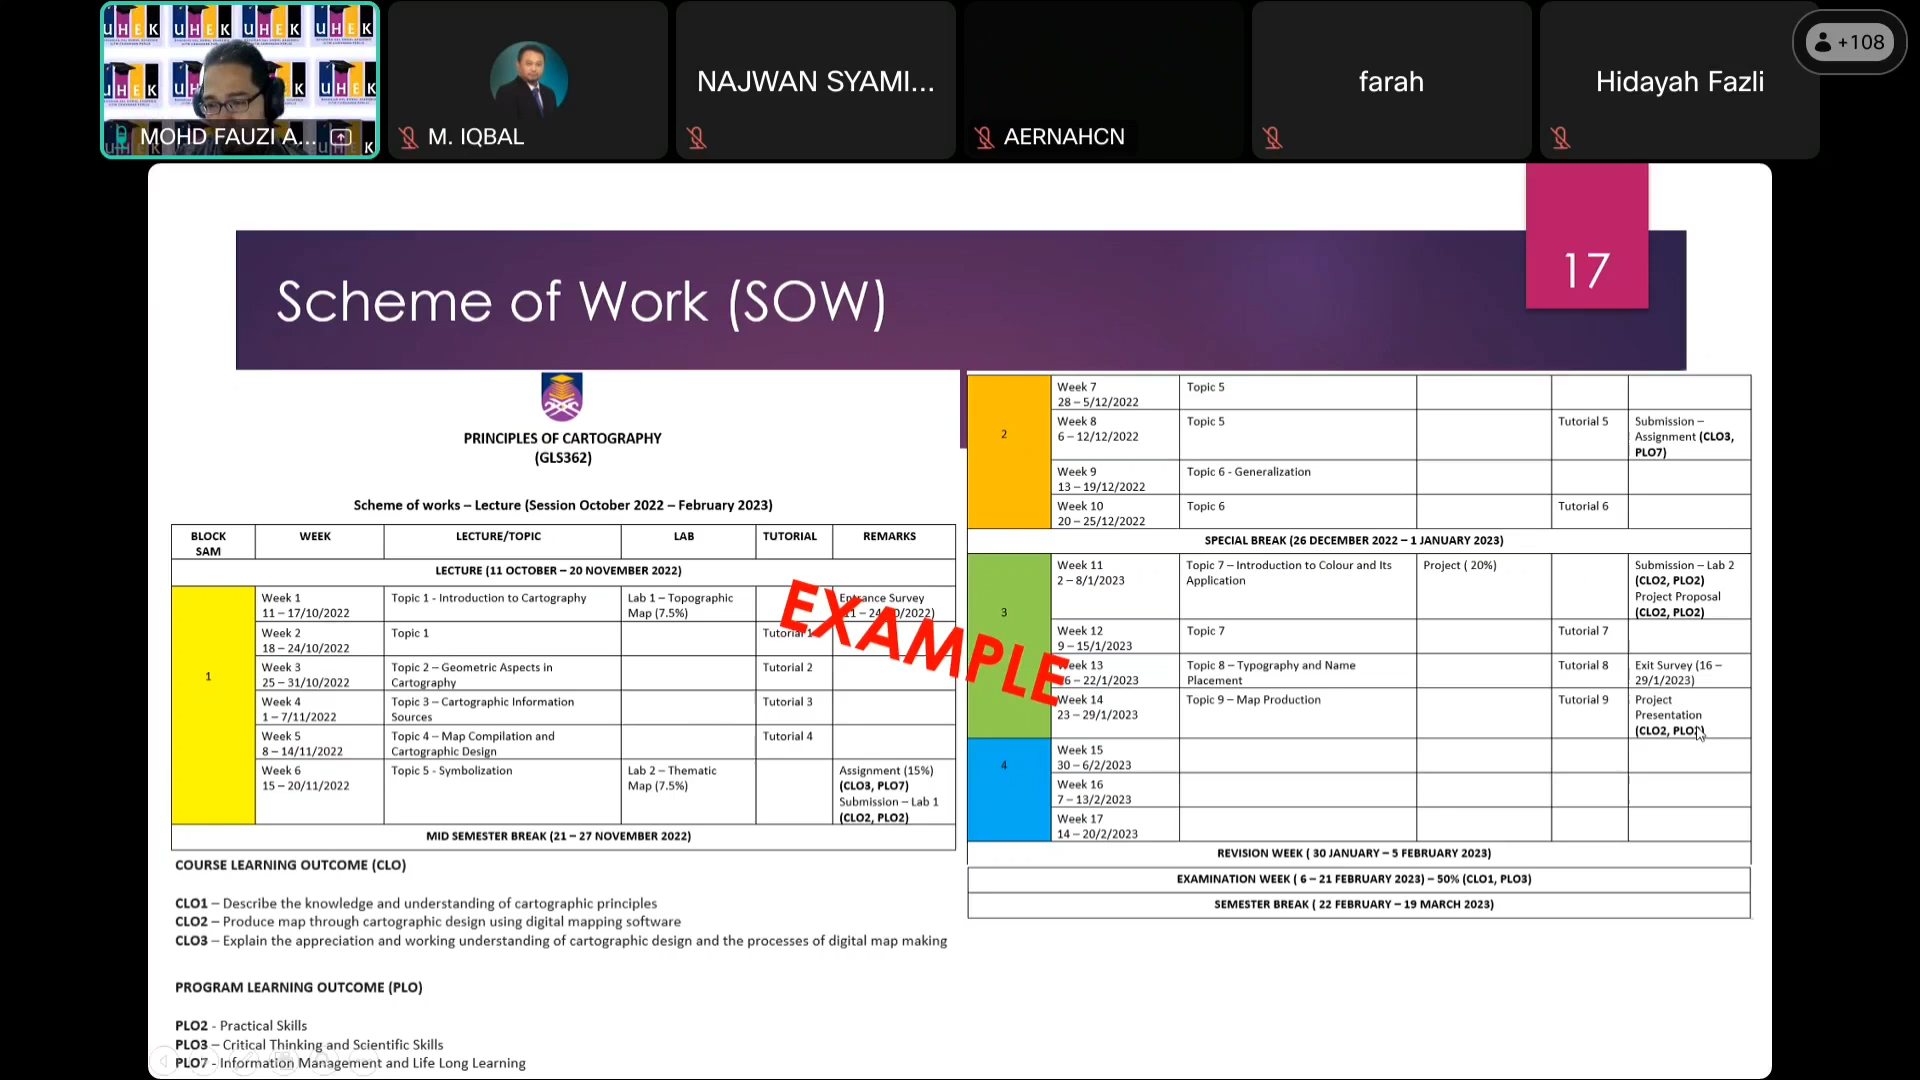 UHEK UHEK UHEK UHEK
MOHD FAUZI A...
M. IQBAL
NAJWAN SYAMI...
AERNAHCN
farah
Hidayah Fazli
+108
17
Scheme of Work (SOW)
PRINCIPLES OF CARTOGRAPHY
(GLS362)
Scheme of works – Lecture (Session October 2022 – February 2023)
BLOCK SAM WEEK LECTURE/TOPIC LAB TUTORIAL REMARKS
LECTURE (11 OCTOBER – 20 NOVEMBER 2022)
1
Week 1 Topic 1 - Introduction to Cartography Lab 1 – Topographic Entrance Survey
11 – 17/10/2022 Map (7.5%)
Week 2 Topic 1 Tutorial 1
18 – 24/10/2022
Week 3 Topic 2 – Geometric Aspects in Tutorial 2
25 – 31/10/2022 Cartography
Week 4 Topic 3 – Cartographic Information Tutorial 3
1 – 7/11/2022 Sources
Week 5 Topic 4 – Map Compilation and Tutorial 4
8 – 14/11/2022 Cartographic Design
Week 6 Topic 5 - Symbolization Lab 2 – Thematic Assignment (15%)
15 – 20/11/2022 Map (7.5%) (CLO3, PLO7)
Submission – Lab 1
(CLO2, PLO2)
MID SEMESTER BREAK (21 – 27 NOVEMBER 2022)
EXAMPLE
COURSE LEARNING OUTCOME (CLO)
CLO1 – Describe the knowledge and understanding of cartographic principles
CLO2 – Produce map through cartographic design using digital mapping software
CLO3 – Explain the appreciation and working understanding of cartographic design and the processes of digital map making
PROGRAM LEARNING OUTCOME (PLO)
PLO2 - Practical Skills
PLO3 – Critical Thinking and Scientific Skills
PLO7 - Information Management and Life Long Learning
2
Week 7 Topic 5
28 – 5/12/2022
Week 8 Topic 5 Tutorial 5 Submission –
6 – 12/12/2022 Assignment (CLO3,
PLO7)
Week 9 Topic 6 - Generalization
13 – 19/12/2022
Week 10 Topic 6 Tutorial 6
20 – 25/12/2022
SPECIAL BREAK (26 DECEMBER 2022 – 1 JANUARY 2023)
3
Week 11 Topic 7 – Introduction to Colour and Its Project ( 20%) Submission – Lab 2
2 – 8/1/2023 Application (CLO2, PLO2)
Project Proposal
(CLO2, PLO2)
Week 12 Topic 7 Tutorial 7
9 – 15/1/2023
Week 13 Topic 8 – Typography and Name Tutorial 8 Exit Survey (16 –
16 – 22/1/2023 Placement 29/1/2023)
Week 14 Topic 9 – Map Production Tutorial 9 Project
23 – 29/1/2023 Presentation
(CLO2, PLO2)
4
Week 15
30 – 6/2/2023
Week 16
7 – 13/2/2023
Week 17
14 – 20/2/2023
REVISION WEEK ( 30 JANUARY – 5 FEBRUARY 2023)
EXAMINATION WEEK ( 6 – 21 FEBRUARY 2023) – 50% (CLO1, PLO3)
SEMESTER BREAK ( 22 FEBRUARY – 19 MARCH 2023)